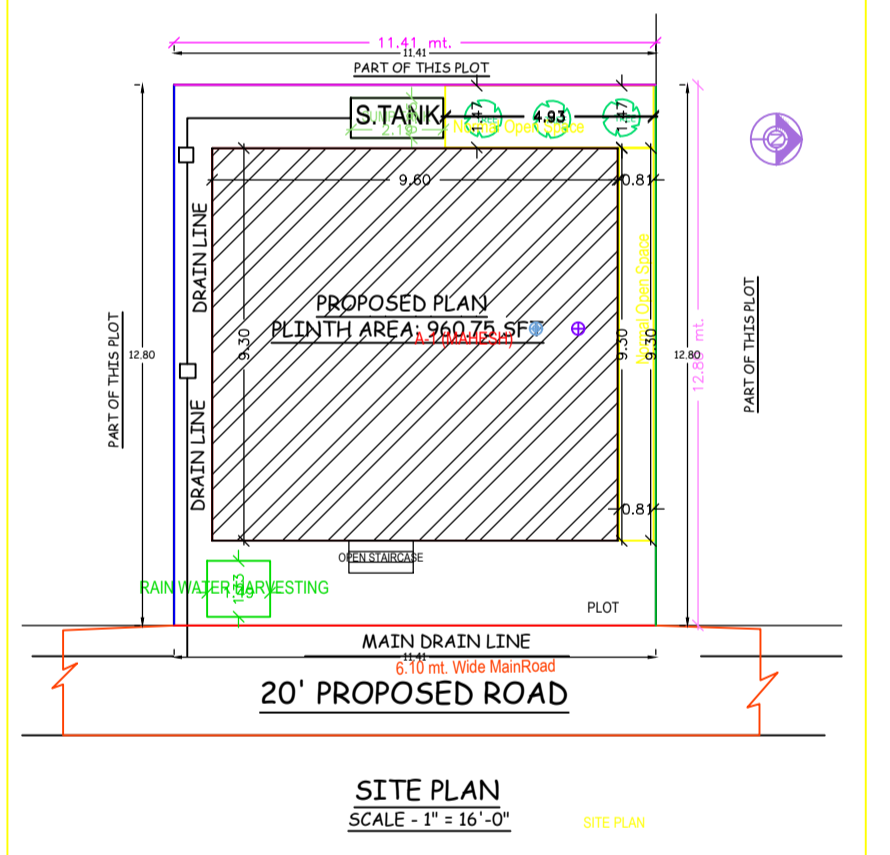 11.41 mt.
11.41
PART OF THIS PLOT
S.TANK
2.1
1.47
4.93
1.47
Normal Open Space
N
9.60
0.81
DRAIN LINE
Normal Open Space
PROPOSED PLAN
PLINTH AREA: 960.75 SFT
A-1 (MAHESH)
PART OF THIS PLOT
12.80
9.30
9.30
9.30
12.80
PART OF THIS PLOT
DRAIN LINE
0.81
OPEN STAIRCASE
RAIN WATER HARVESTING
1.49
PLOT
MAIN DRAIN LINE
11.41
6.10 mt. Wide MainRoad
20' PROPOSED ROAD
SITE PLAN
SCALE - 1" = 16'-0"
SITE PLAN